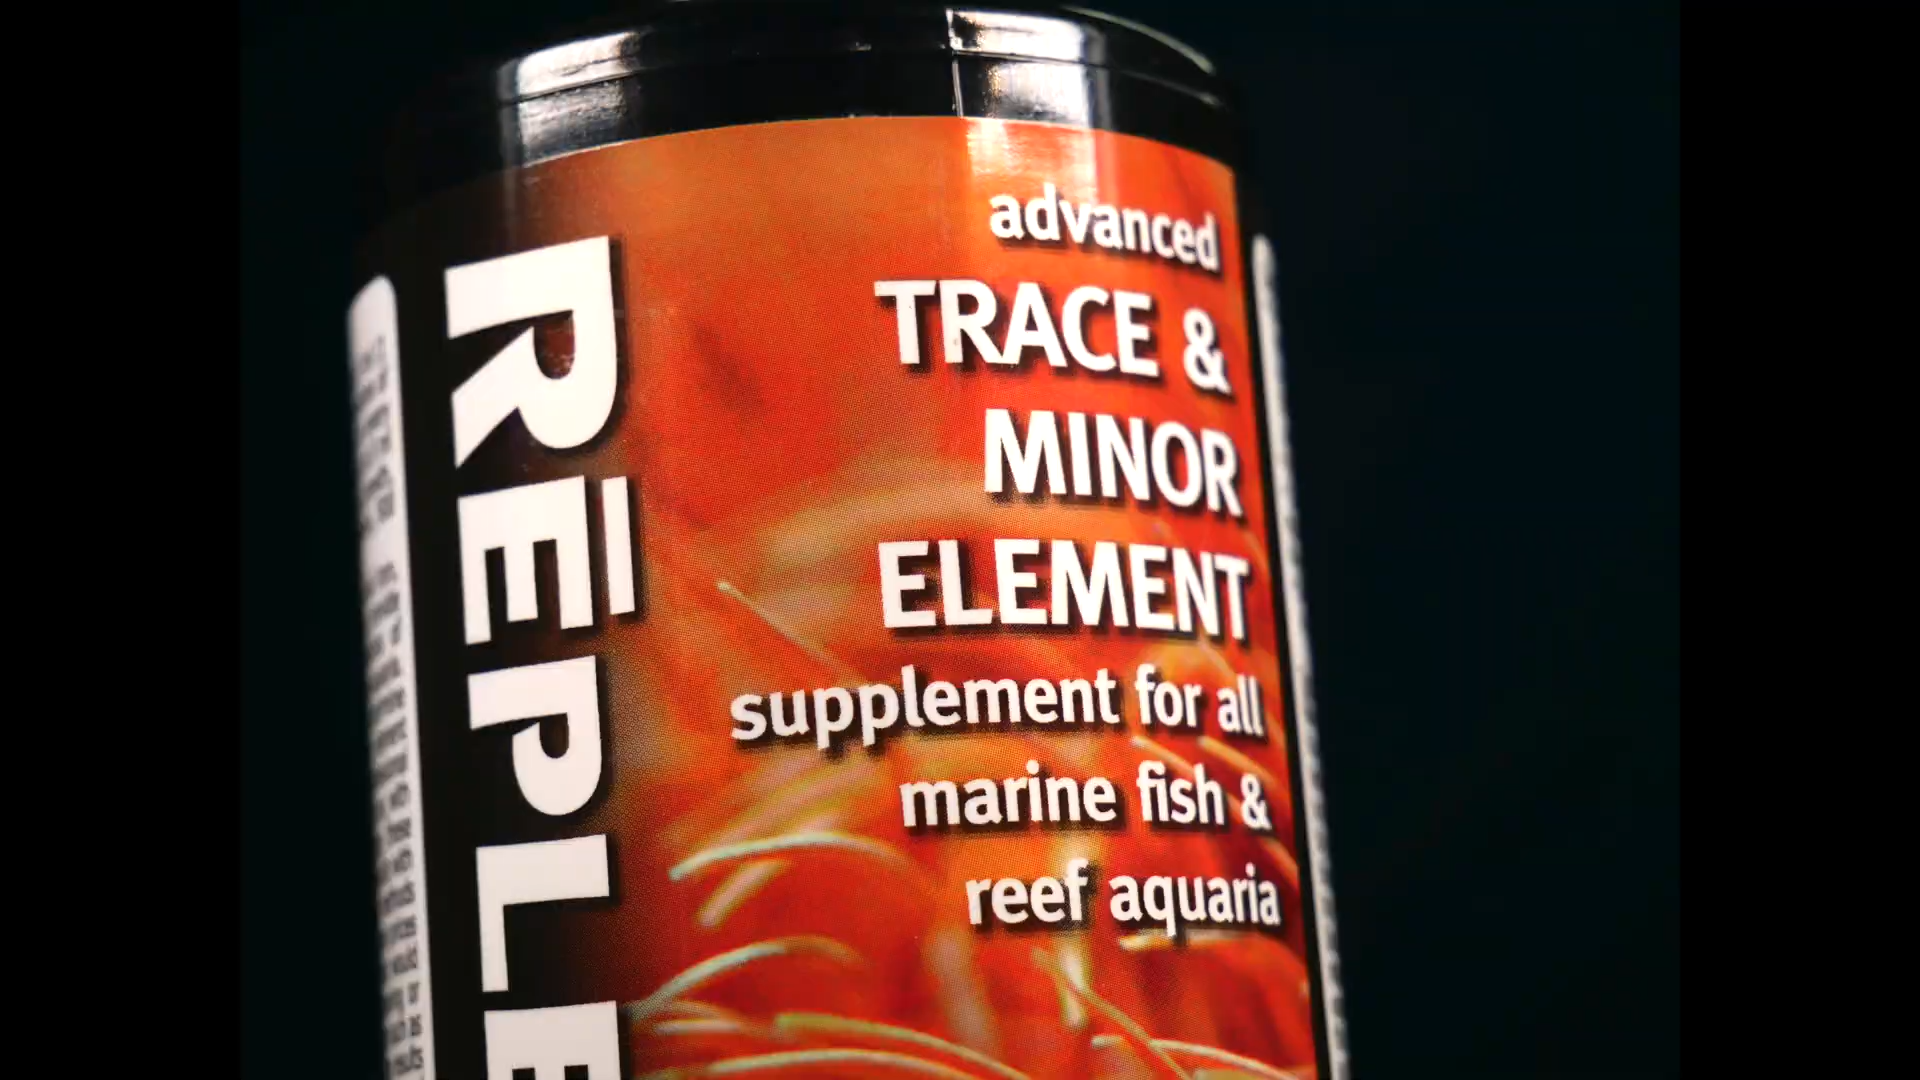 RĒPLE
advanced
TRACE &
MINOR
ELEMENT
supplement for all
marine fish &
reef aquaria